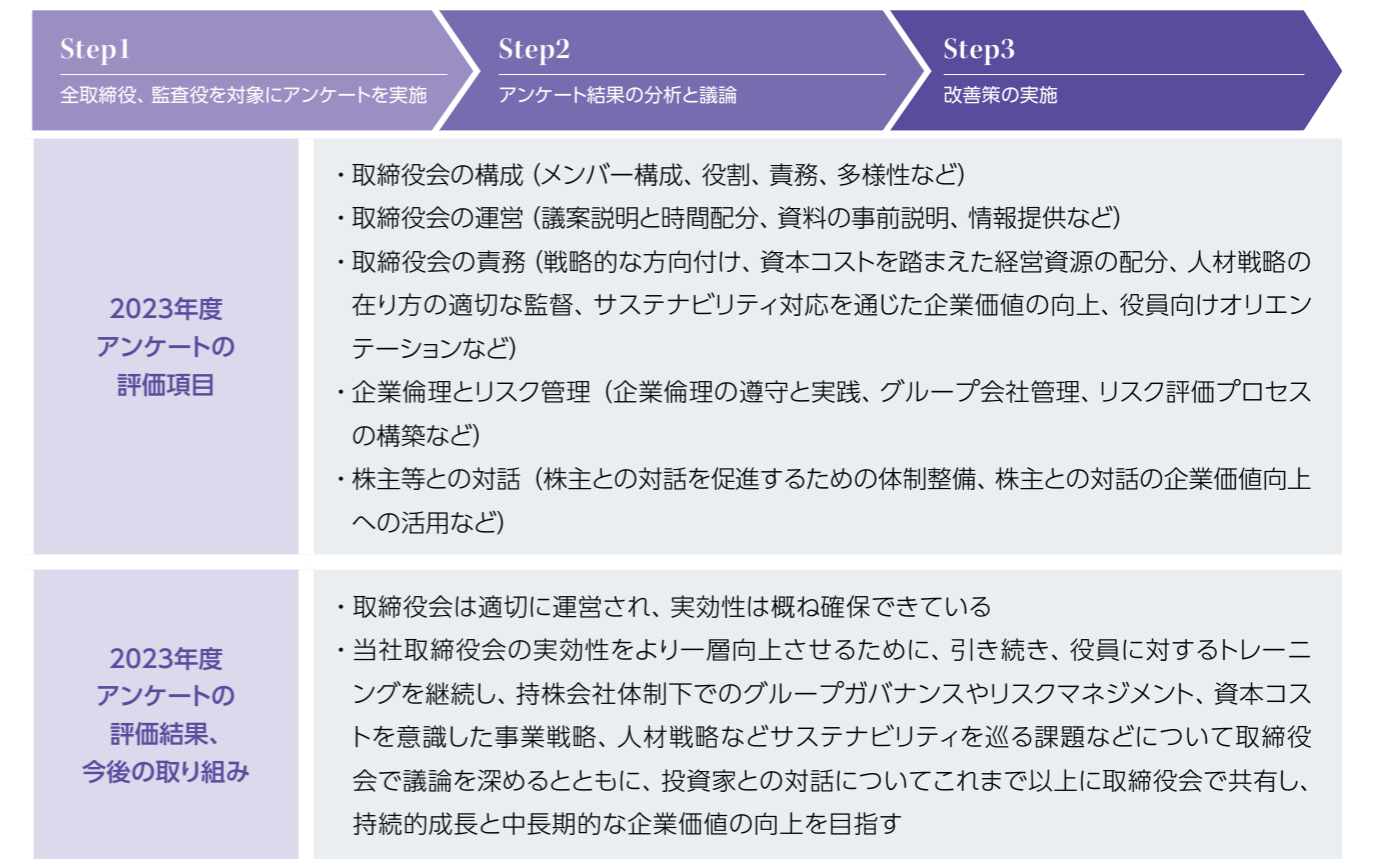 Step1
全取締役、監査役を対象にアンケートを実施
Step2
アンケート結果の分析と議論
Step3
改善策の実施
2023年度
アンケートの
評価項目
・取締役会の構成（メンバー構成、役割、責務、多様性など）
・取締役会の運営（議案説明と時間配分、資料の事前説明、情報提供など）
・取締役会の責務（戦略的な方向付け、資本コストを踏まえた経営資源の配分、人材戦略の
在り方の適切な監督、サステナビリティ対応を通じた企業価値の向上、役員向けオリエン
テーションなど）
・企業倫理とリスク管理（企業倫理の遵守と実践、グループ会社管理、リスク評価プロセス
の構築など）
・株主等との対話（株主との対話を促進するための体制整備、株主との対話の企業価値向上
への活用など）
2023年度
アンケートの
評価結果、
今後の取り組み
・取締役会は適切に運営され、実効性は概ね確保できている
・当社取締役会の実効性をより一層向上させるために、引き続き、役員に対するトレーニ
ングを継続し、持株会社体制下でのグループガバナンスやリスクマネジメント、資本コス
トを意識した事業戦略、人材戦略などサステナビリティを巡る課題などについて取締役
会で議論を深めるとともに、投資家との対話についてこれまで以上に取締役会で共有し、
持続的成長と中長期的な企業価値の向上を目指す